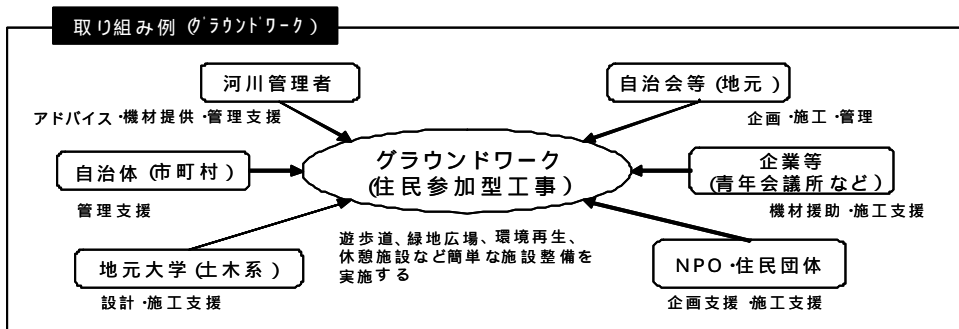 取り組み例(グラウンドワーク)
河川管理者
自治会等(地元)
アドバイス・機材提供・管理支援
企画・施工・管理
グラウンドワーク
(住民参加型工事)
自治体(市町村)
企業等
(青年会議所など)
管理支援
機材援助・施工支援
遊歩道、緑地広場、環境再生、
休憩施設など簡単な施設整備を
実施する
地元大学(土木系)
NPO・住民団体
設計・施工支援
企画支援・施工支援